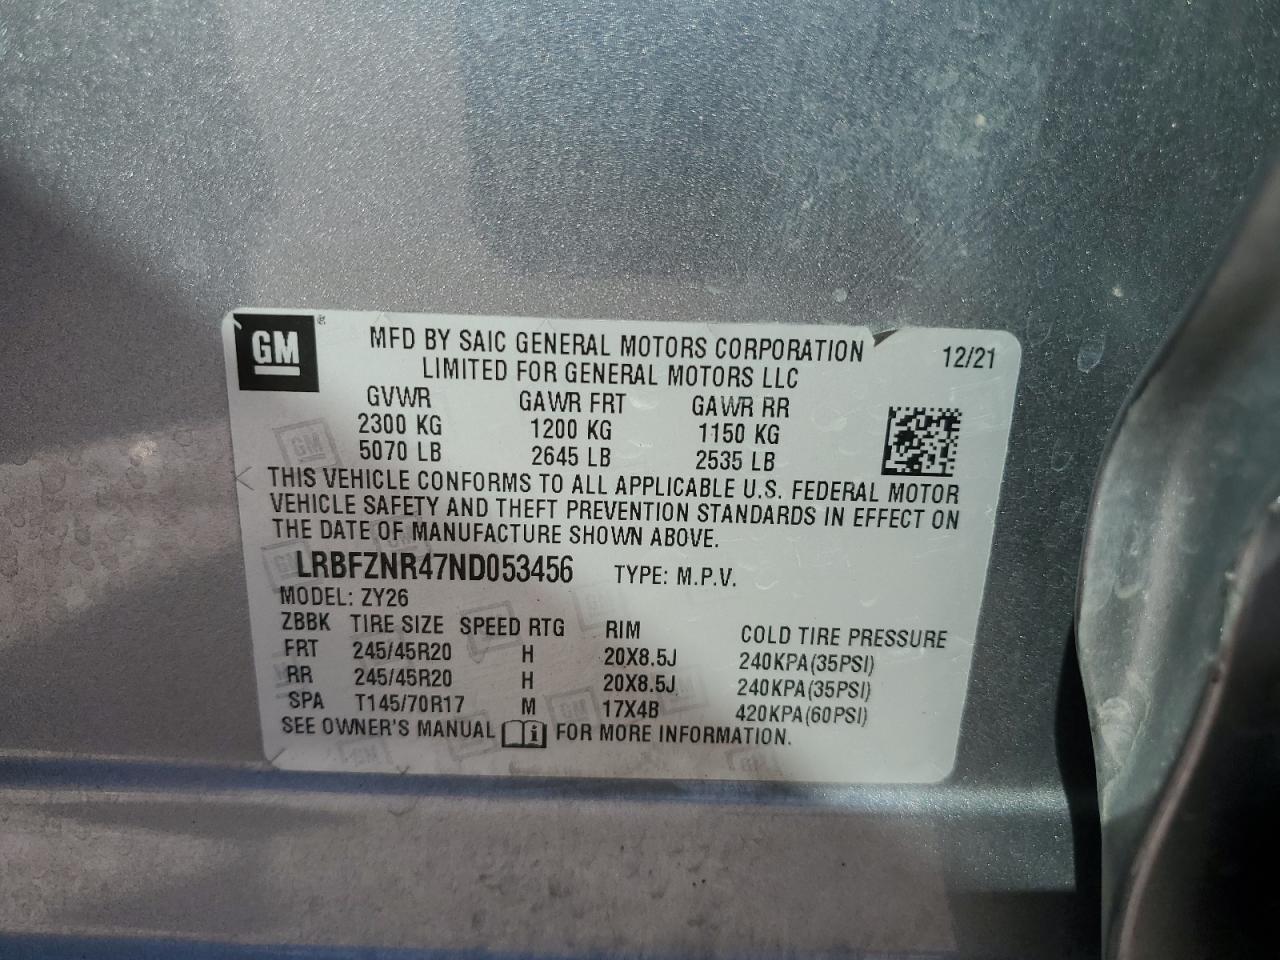 GM ®
MFD BY SAIC GENERAL MOTORS CORPORATION 12/21
LIMITED FOR GENERAL MOTORS LLC
GVWR GAWR FRT GAWR RR
2300 KG 1200 KG 1150 KG
5070 LB 2645 LB 2535 LB
THIS VEHICLE CONFORMS TO ALL APPLICABLE U.S. FEDERAL MOTOR
VEHICLE SAFETY AND THEFT PREVENTION STANDARDS IN EFFECT ON
THE DATE OF MANUFACTURE SHOWN ABOVE.
LRBFZNR47ND053456 TYPE: M.P.V.
MODEL: ZY26
ZBBK TIRE SIZE SPEED RTG RIM COLD TIRE PRESSURE
FRT 245/45R20 H 20X8.5J 240KPA(35PSI)
RR 245/45R20 H 20X8.5J 240KPA(35PSI)
SPA T145/70R17 M 17X4B 420KPA(60PSI)
SEE OWNER'S MANUAL i FOR MORE INFORMATION.